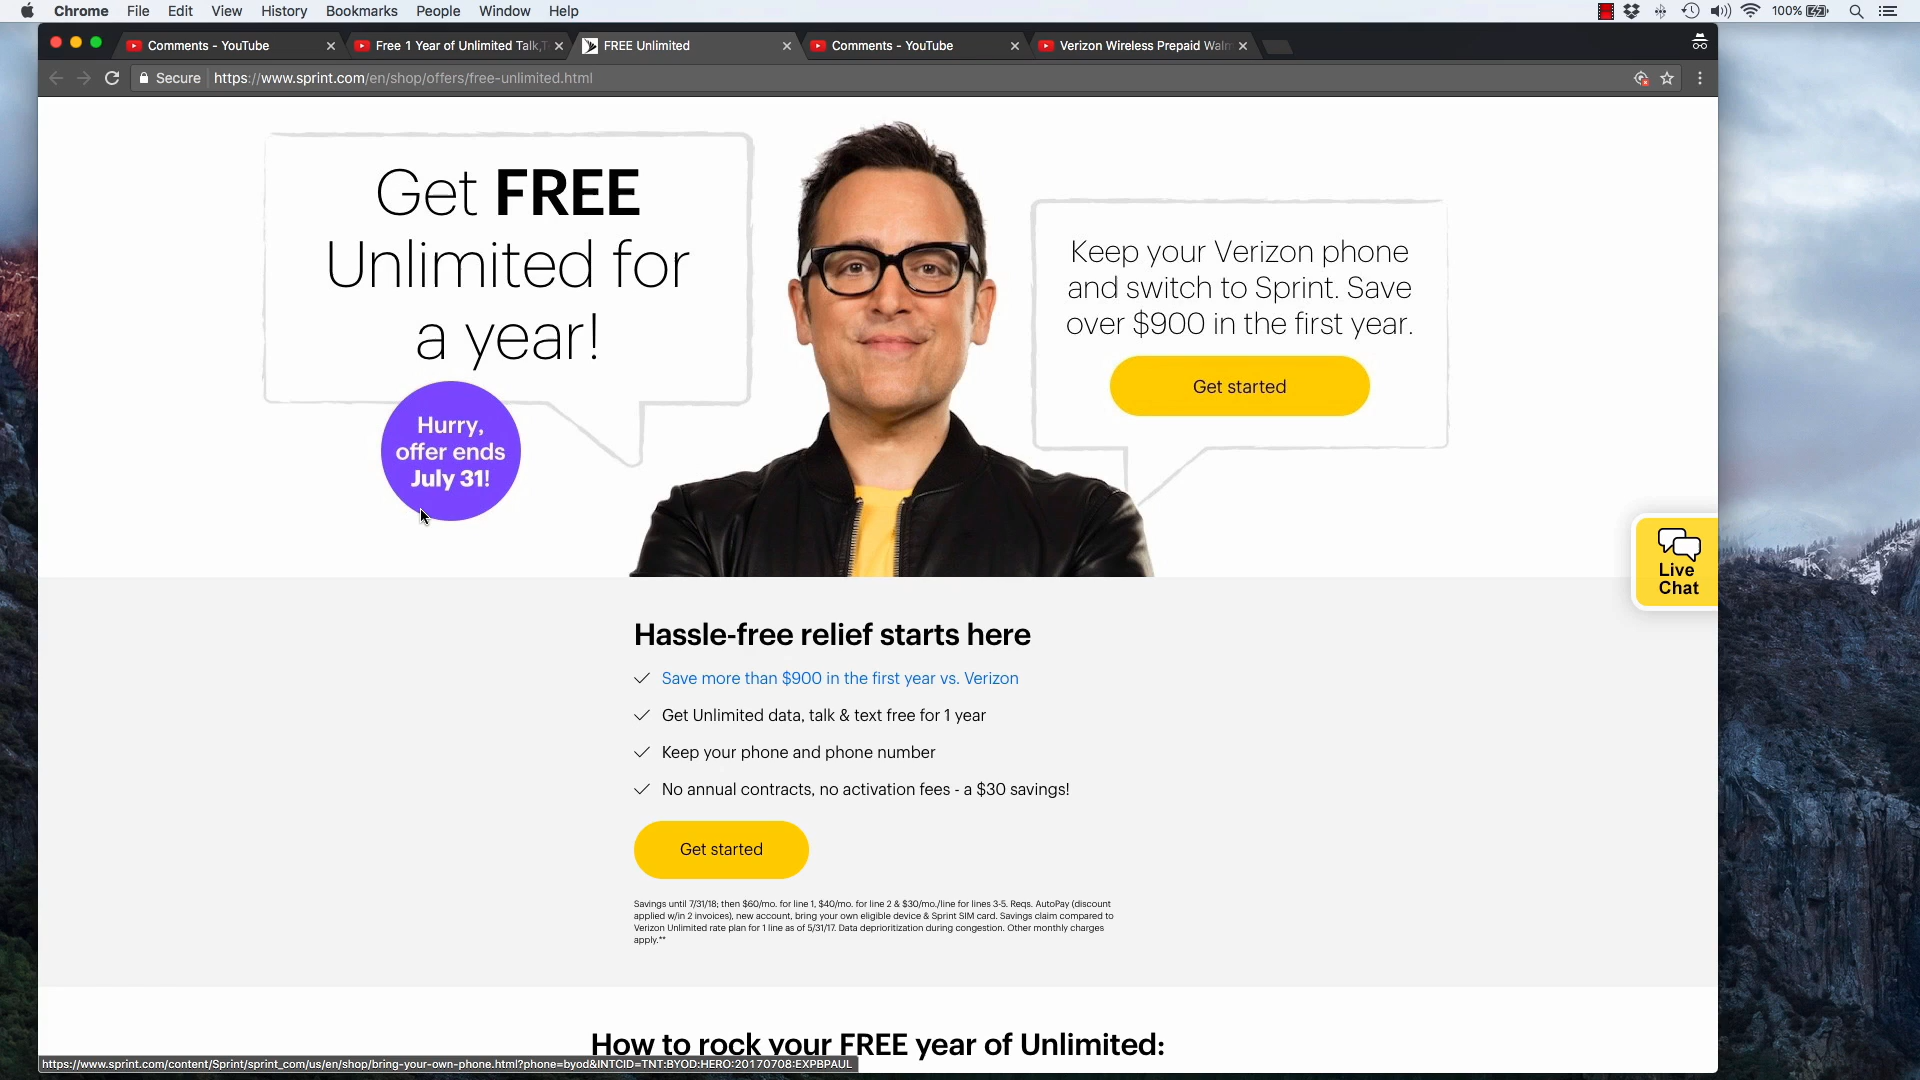 Chrome File Edit View History Bookmarks People Window Help
100%
Comments - YouTube
Free 1 Year of Unlimited Talk,
FREE Unlimited
Comments - YouTube
Verizon Wireless Prepaid
Secure https://www.sprint.com/en/shop/offers/free-unlimited.html
Get FREE
Unlimited for
a year!
Hurry,
offer ends
July 31!
Keep your Verizon phone
and switch to Sprint. Save
over $900 in the first year.
Get started
Live
Chat
Hassle-free relief starts here
Save more than $900 in the first year vs. Verizon
Get Unlimited data, talk & text free for 1 year
Keep your phone and phone number
No annual contracts, no activation fees - a $30 savings!
Get started
Savings until 7/31/18; then $60/mo. for line 1, $40/mo. for line 2 & $30/mo./line for lines 3-5. Reqs. AutoPay (discount
applied w/in 2 invoices), new account, bring your own eligible device & Sprint SIM card. Savings claim compared to
Verizon Unlimited rate plan for 1 line as of 5/31/17. Data deprioritization during congestion. Other monthly charges
apply.**
How to rock your FREE year of Unlimited:
https://www.sprint.com/content/Sprint/sprint_com/us/en/shop/bring-your-own-phone.html?phone=byod&INTCID=TNT:BYOD:HERO:20170708:EXPBPAUL